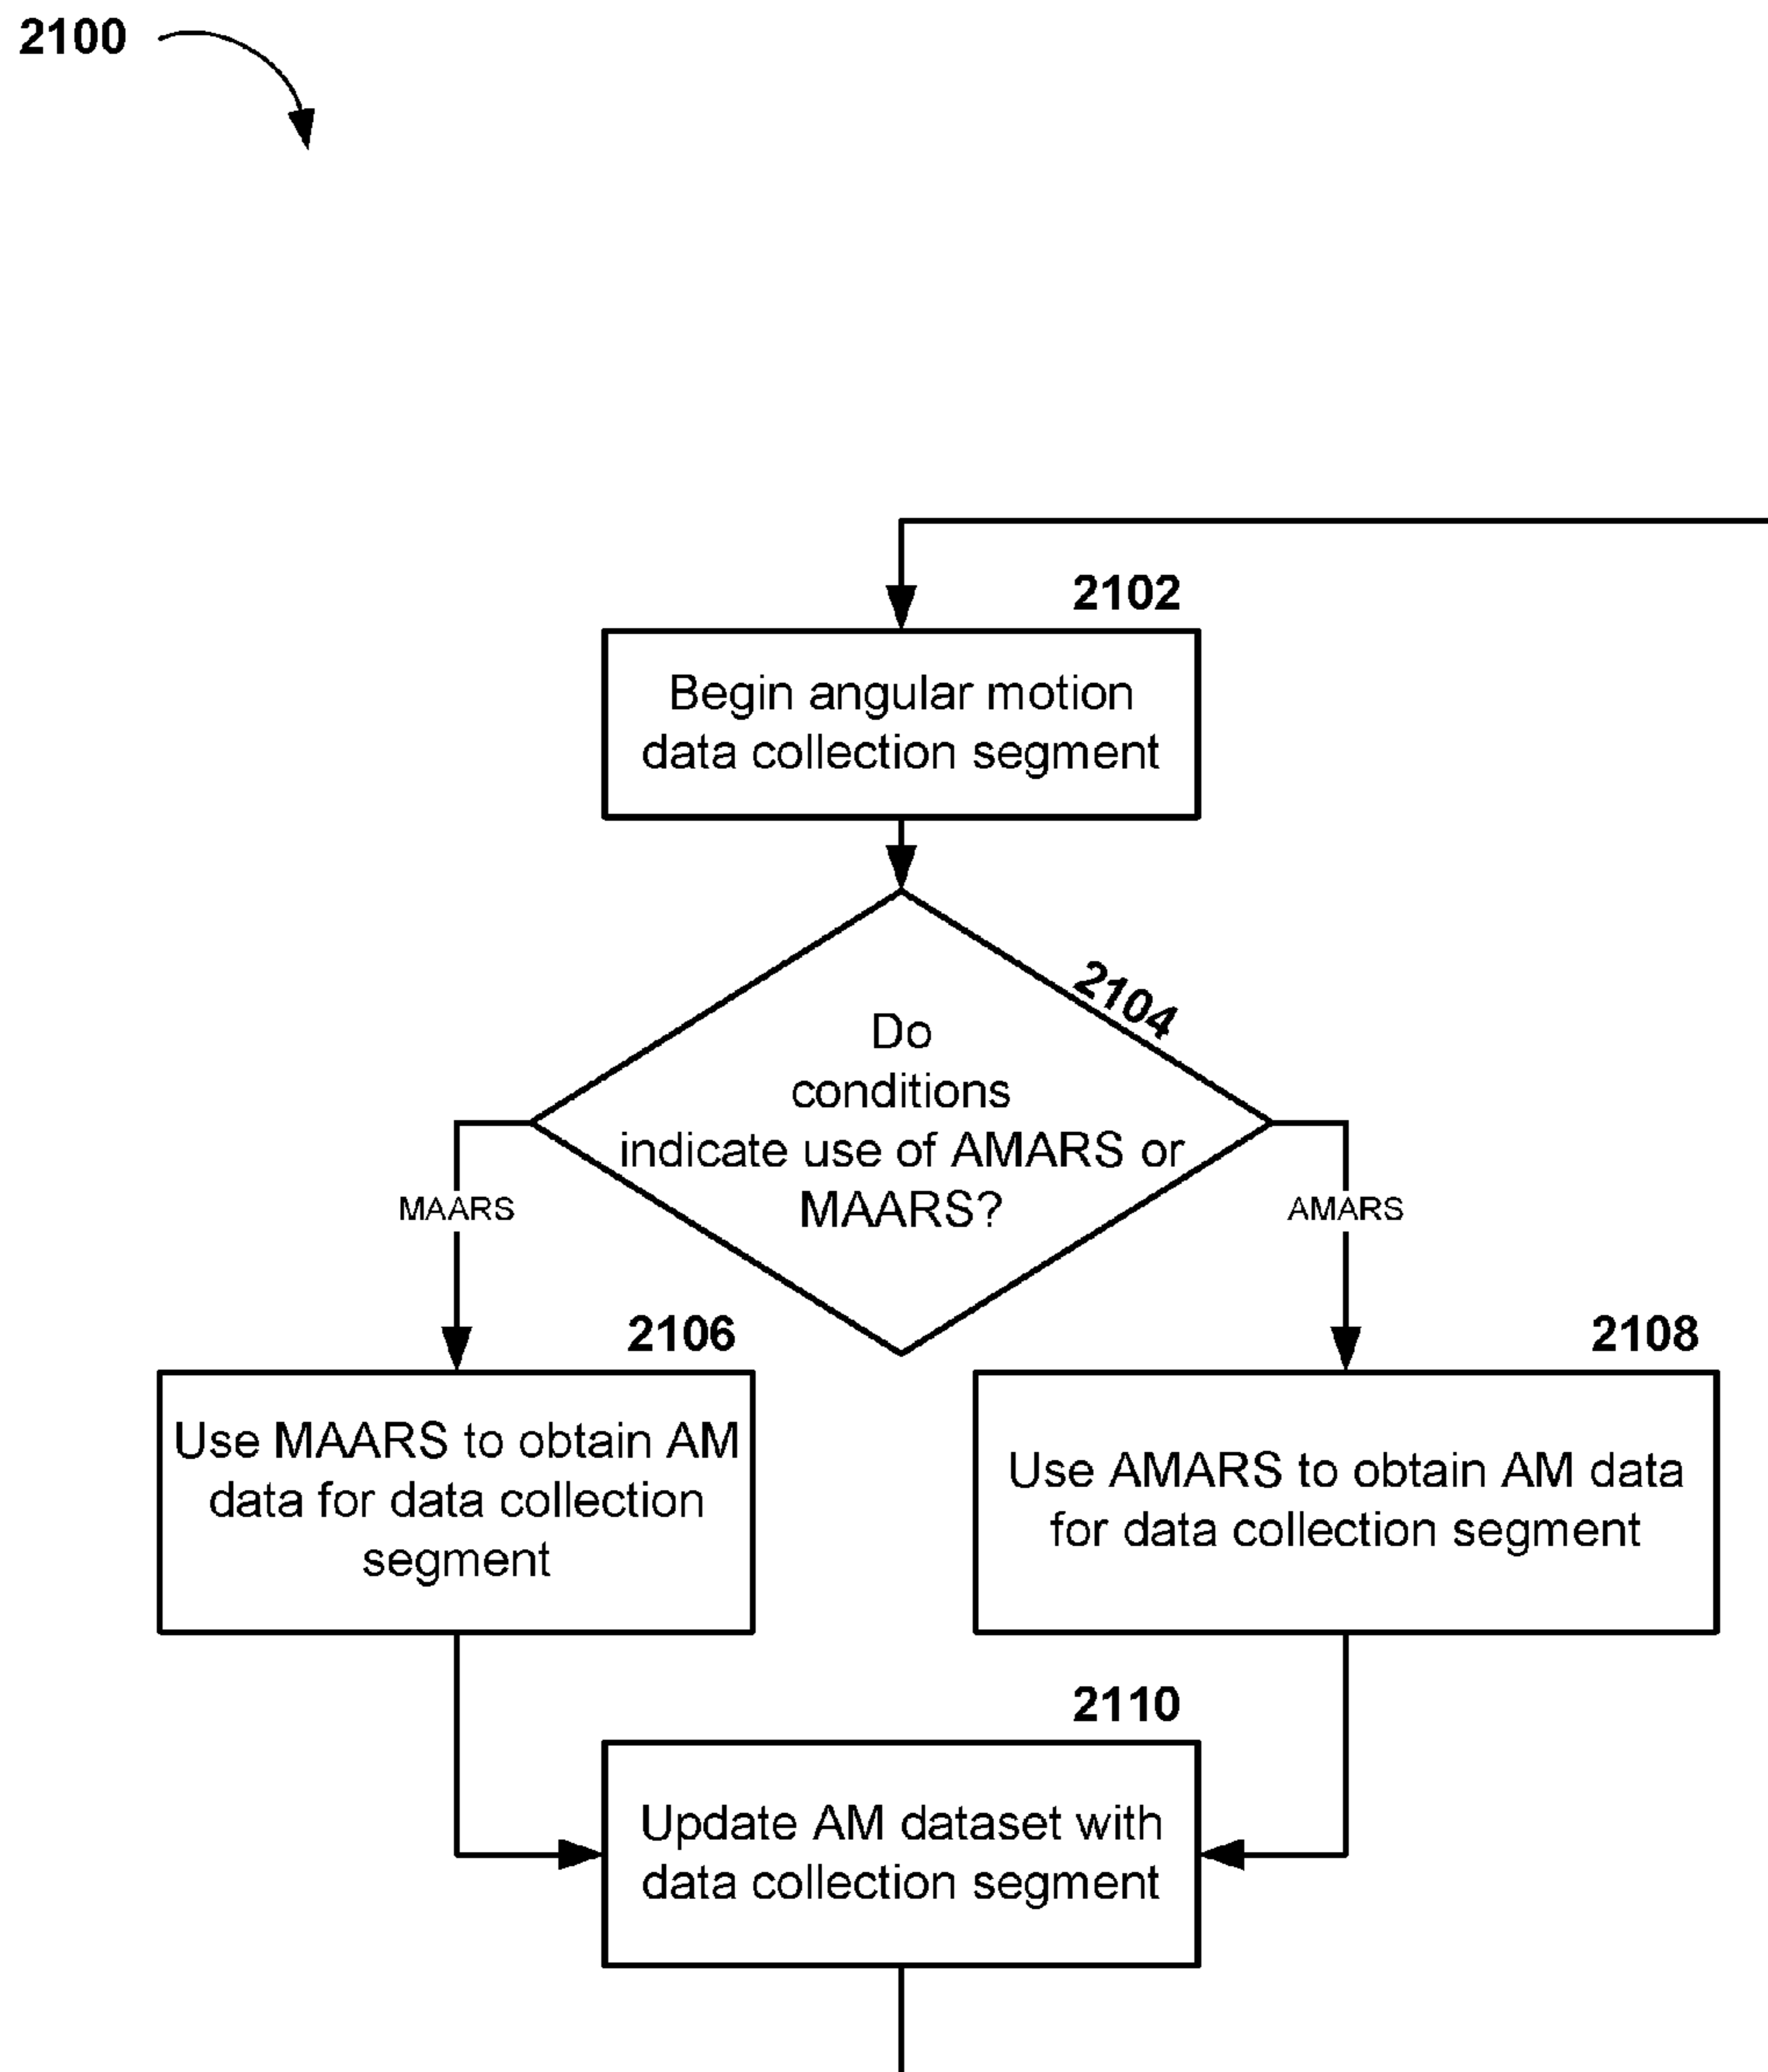 2100
2102
Begin angular motion
data collection segment
2104
Do
conditions
indicate use of AMARS or
MAARS?
MAARS
AMARS
2106
Use MAARS to obtain AM
data for data collection
segment
2108
Use AMARS to obtain AM data
for data collection segment
2110
Update AM dataset with
data collection segment